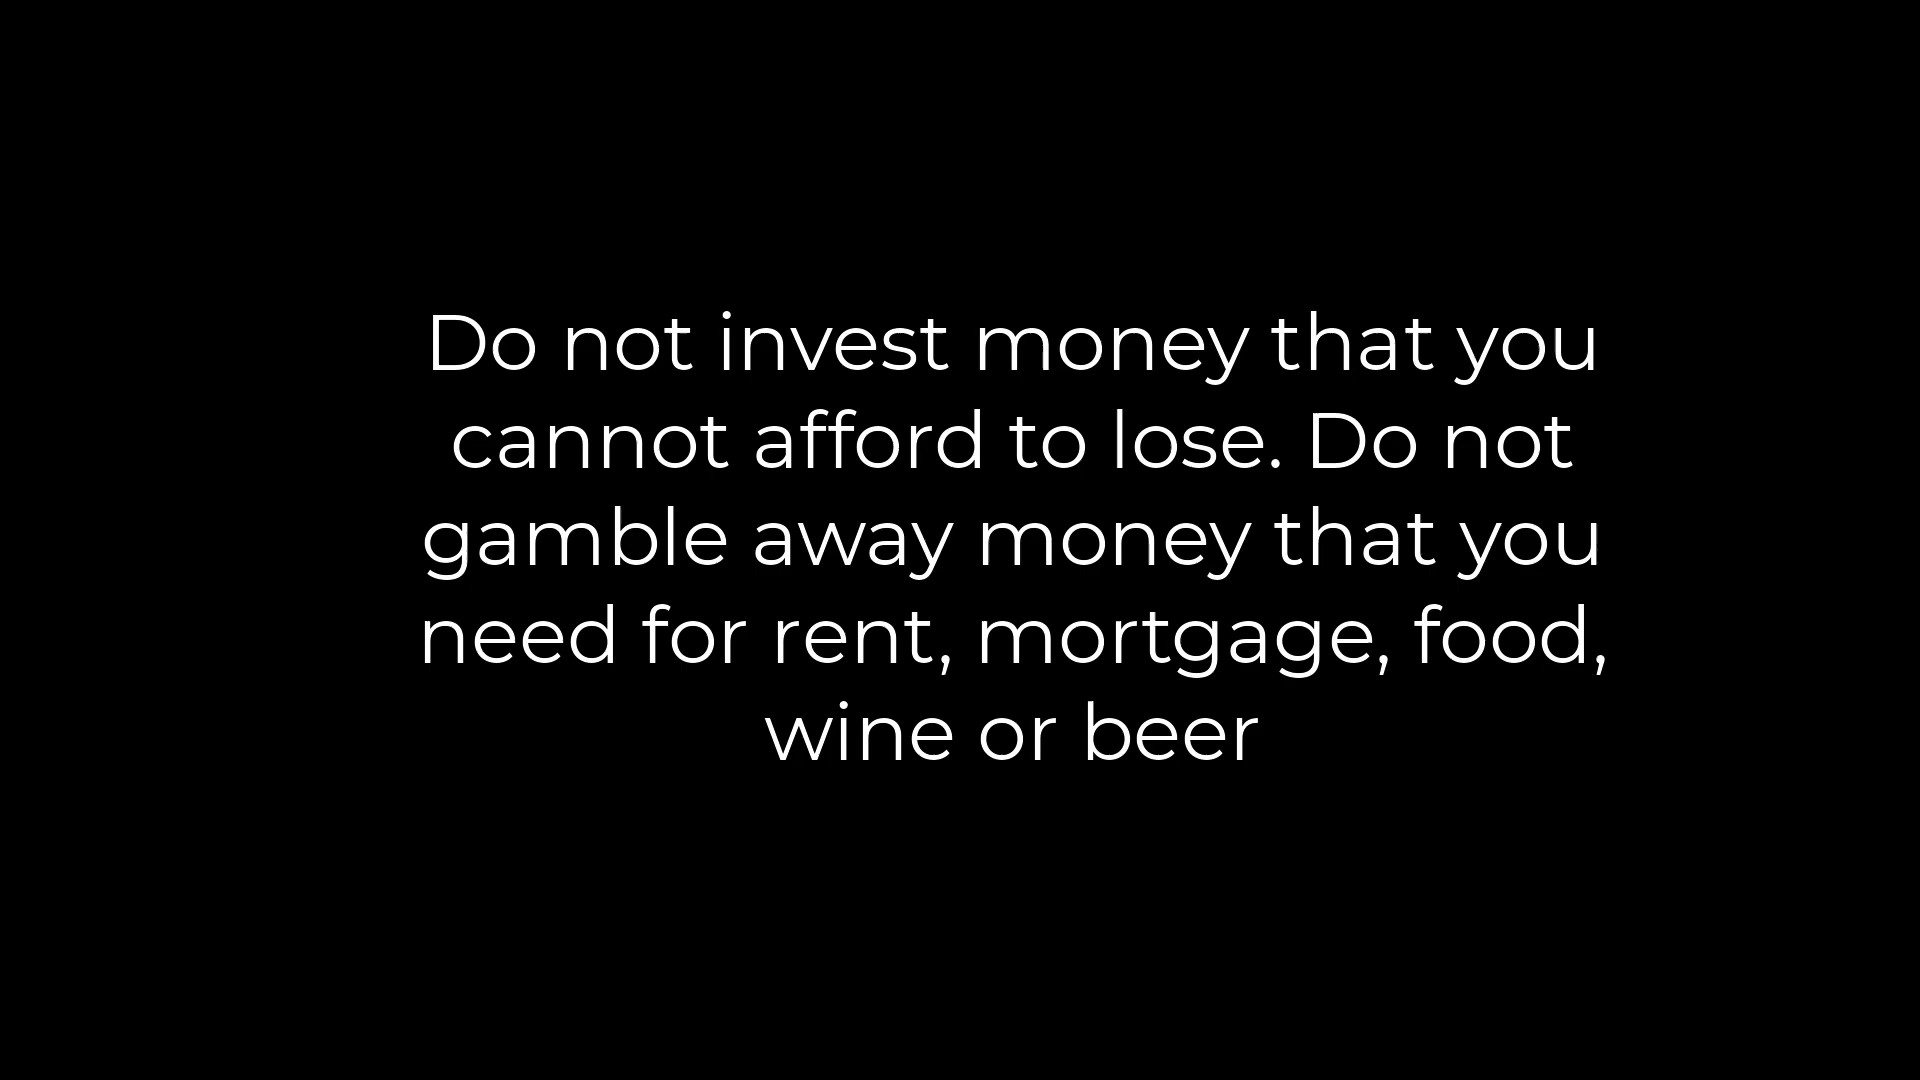 Do not invest money that you
cannot afford to lose. Do not
gamble away money that you
need for rent, mortgage, food,
wine or beer